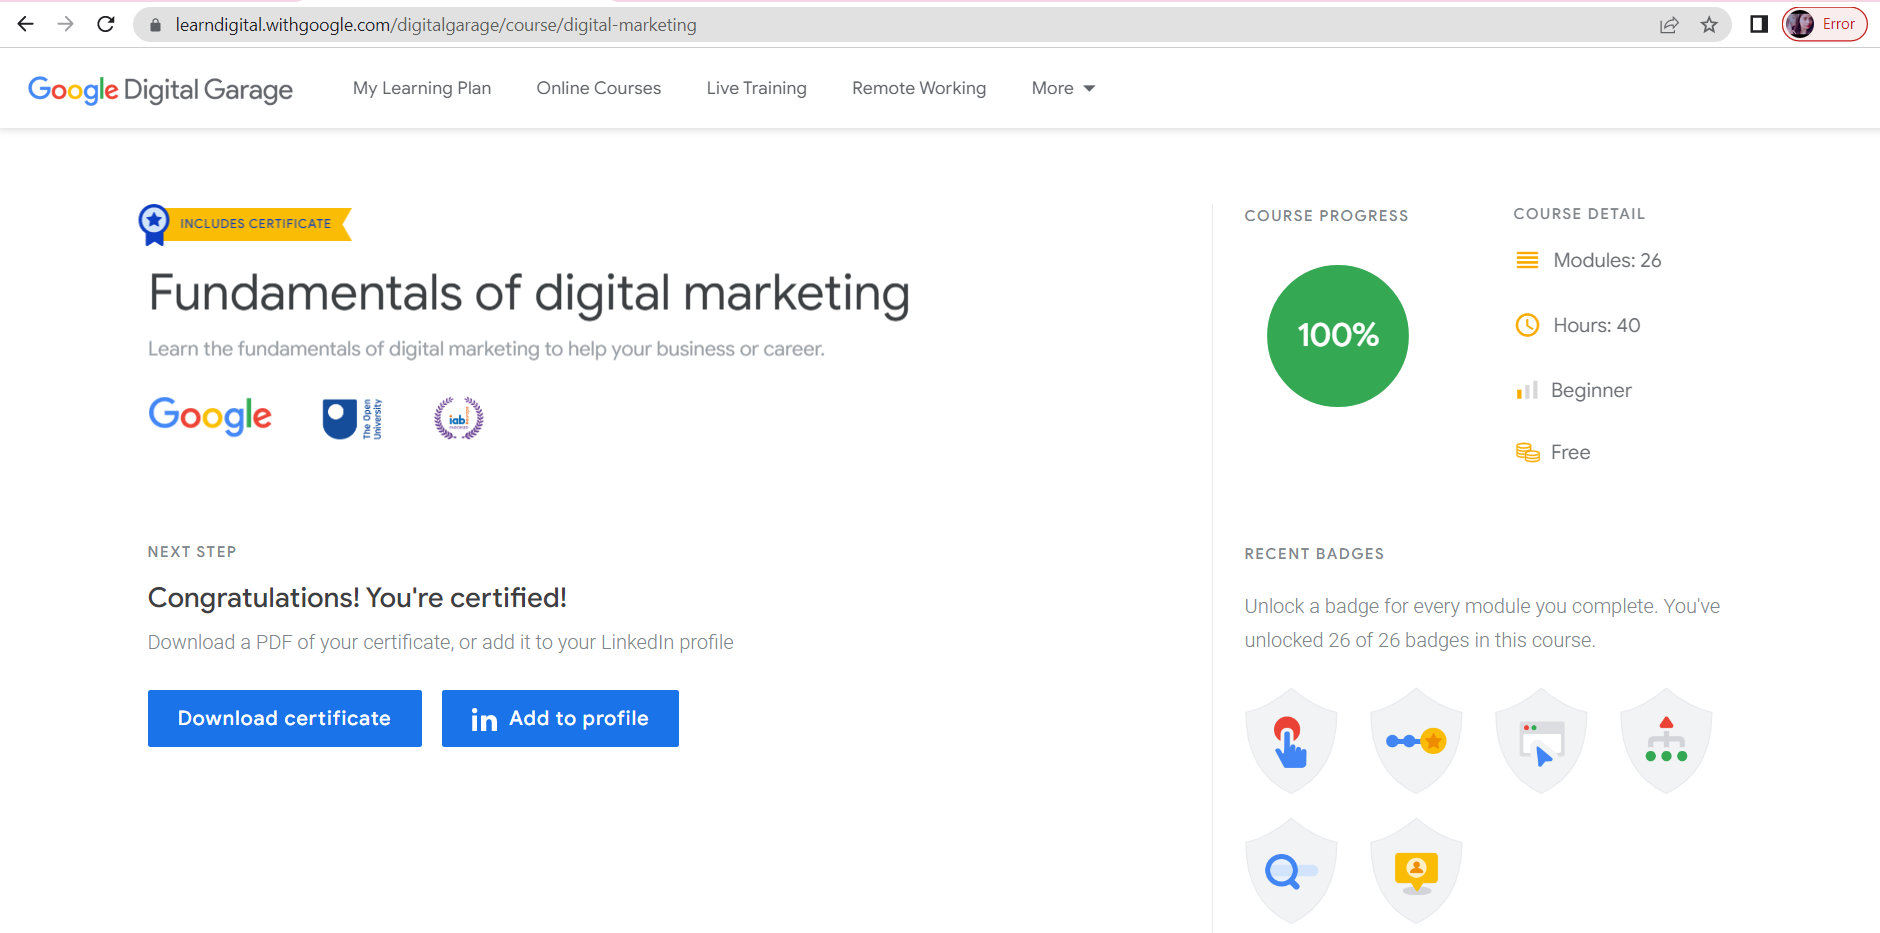 learndigital.withgoogle.com/digitalgarage/course/digital-marketing
Error
Google Digital Garage
My Learning Plan
Online Courses
Live Training
Remote Working
More
INCLUDES CERTIFICATE
Fundamentals of digital marketing
Learn the fundamentals of digital marketing to help your business or career.
Google
The Open
University
iab
NEXT STEP
Congratulations! You're certified!
Download a PDF of your certificate, or add it to your LinkedIn profile
Download certificate
in Add to profile
COURSE PROGRESS
100%
COURSE DETAIL
Modules: 26
Hours: 40
Beginner
Free
RECENT BADGES
Unlock a badge for every module you complete. You've
unlocked 26 of 26 badges in this course.